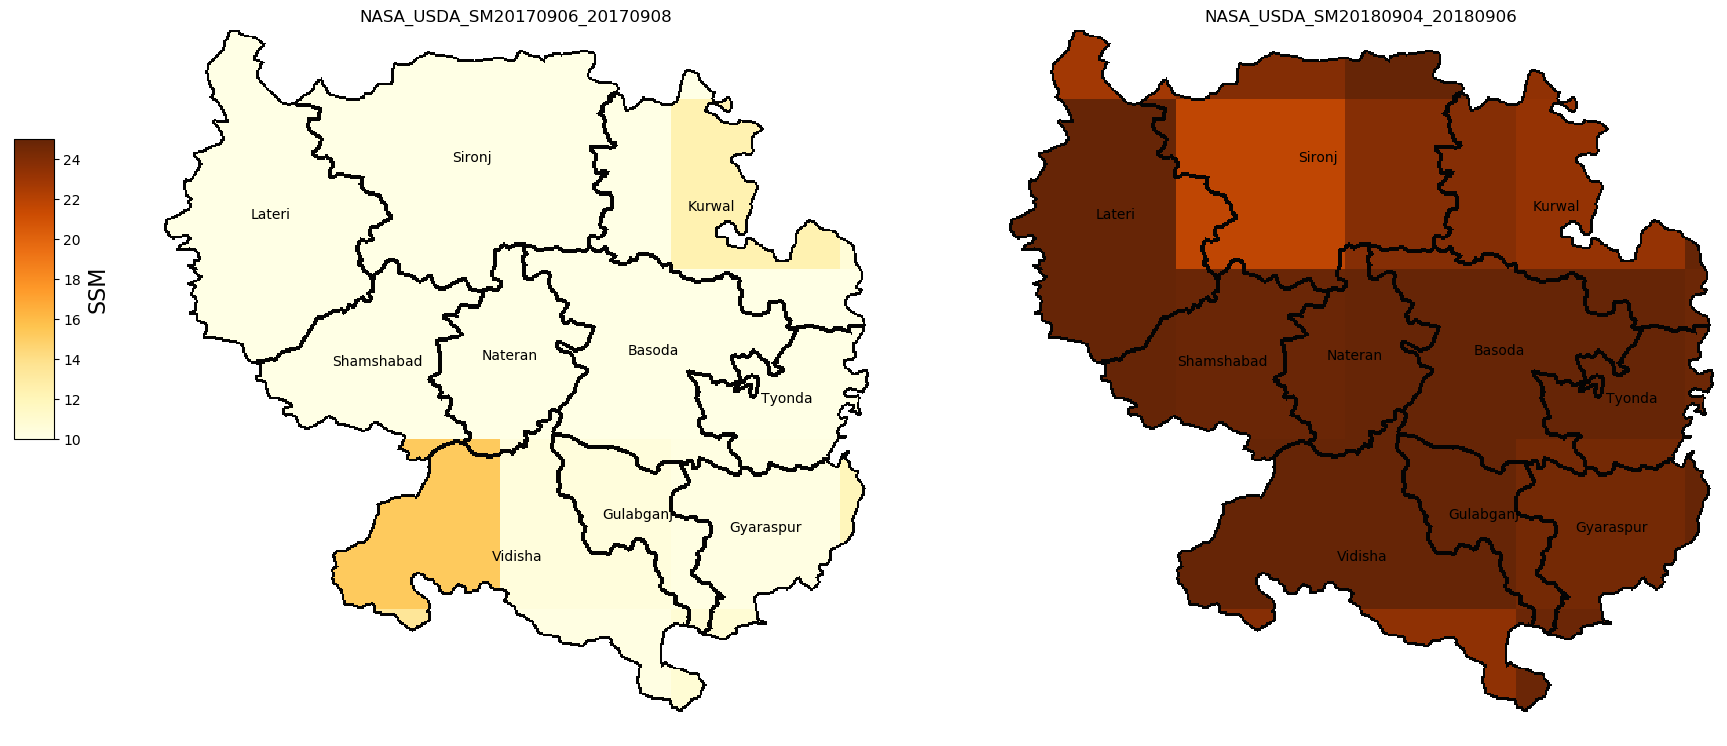 NASA_USDA_SM20170906_20170908
NASA_USDA_SM20180904_20180906
24
22
20
18
16
14
12
10
SSM
Sironj
Lateri
Kurwal
Shamshabad
Nateran
Basoda
Tyonda
Gulabganj
Gyaraspur
Vidisha
Sironj
Lateri
Kurwal
Shamshabad
Nateran
Basoda
Tyonda
Gulabganj
Gyaraspur
Vidisha